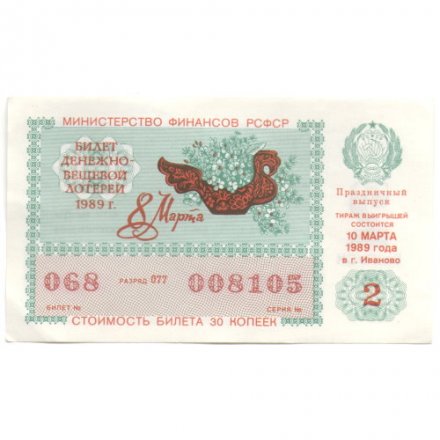 МИНИСТЕРСТВО ФИНАНСОВ РСФСР
БИЛЕТ
ДЕНЕЖНО-
ВЕЩЕВОЙ
ЛОТЕРЕИ
1989 г.
8 Марта
Праздничный
выпуск
ТИРАЖ ВЫИГРЫШЕЙ
СОСТОИТСЯ
10 МАРТА
1989 года
в г. Иваново
068 РАЗРЯД 077 008105
БИЛЕТ № СЕРИЯ №
2
СТОИМОСТЬ БИЛЕТА 30 КОПЕЕК